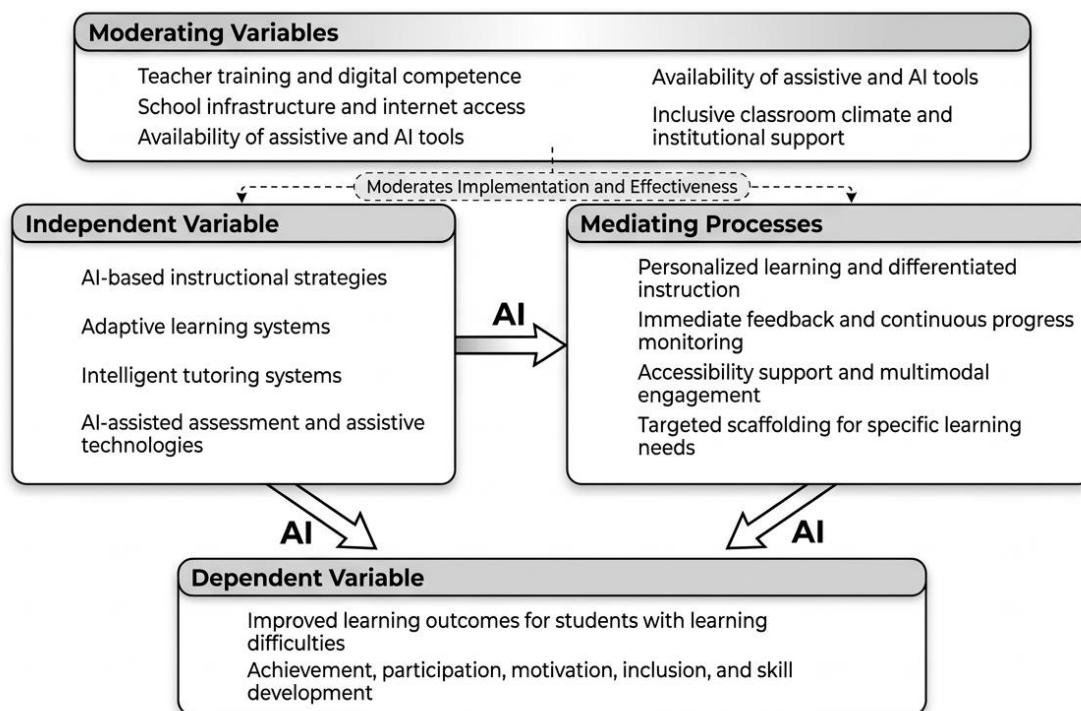 Moderating Variables
Teacher training and digital competence
School infrastructure and internet access
Availability of assistive and AI tools
Availability of assistive and AI tools
Inclusive classroom climate and
institutional support
Moderates Implementation and Effectiveness
Independent Variable
AI-based instructional strategies
Adaptive learning systems
Intelligent tutoring systems
AI-assisted assessment and assistive
technologies
AI
Mediating Processes
Personalized learning and differentiated
instruction
Immediate feedback and continuous progress
monitoring
Accessibility support and multimodal
engagement
Targeted scaffolding for specific learning
needs
AI
AI
Dependent Variable
Improved learning outcomes for students with learning
difficulties
Achievement, participation, motivation, inclusion, and skill
development